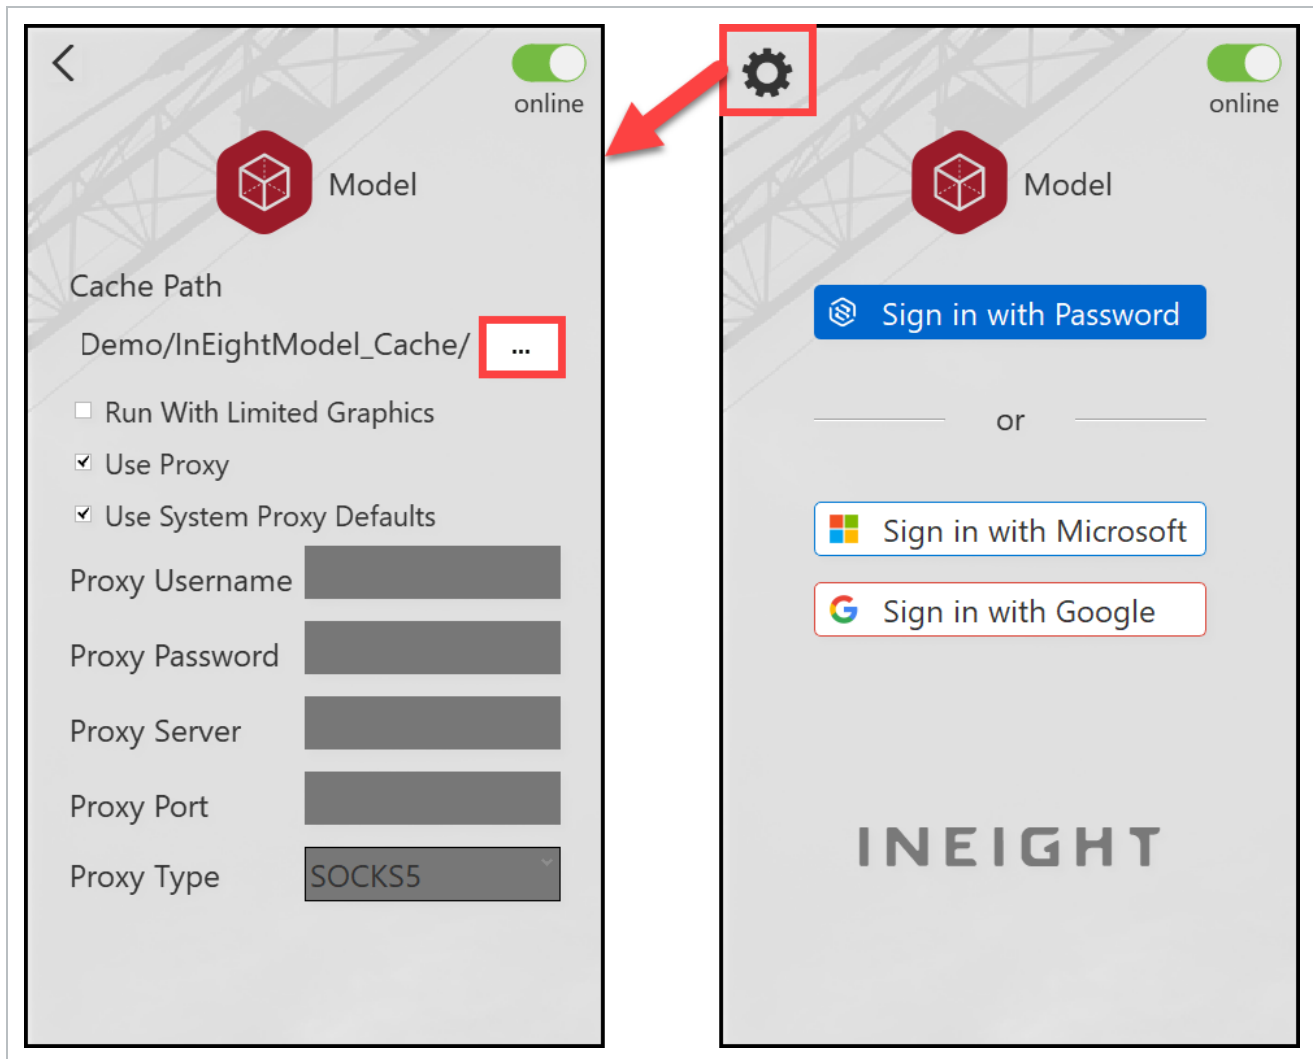 online
Model
Cache Path
Demo/InEightModel_Cache/ ...
Run With Limited Graphics
Use Proxy
Use System Proxy Defaults
Proxy Username
Proxy Password
Proxy Server
Proxy Port
Proxy Type SOCKS5
online
Model
Sign in with Password
or
Sign in with Microsoft
Sign in with Google
INEIGHT